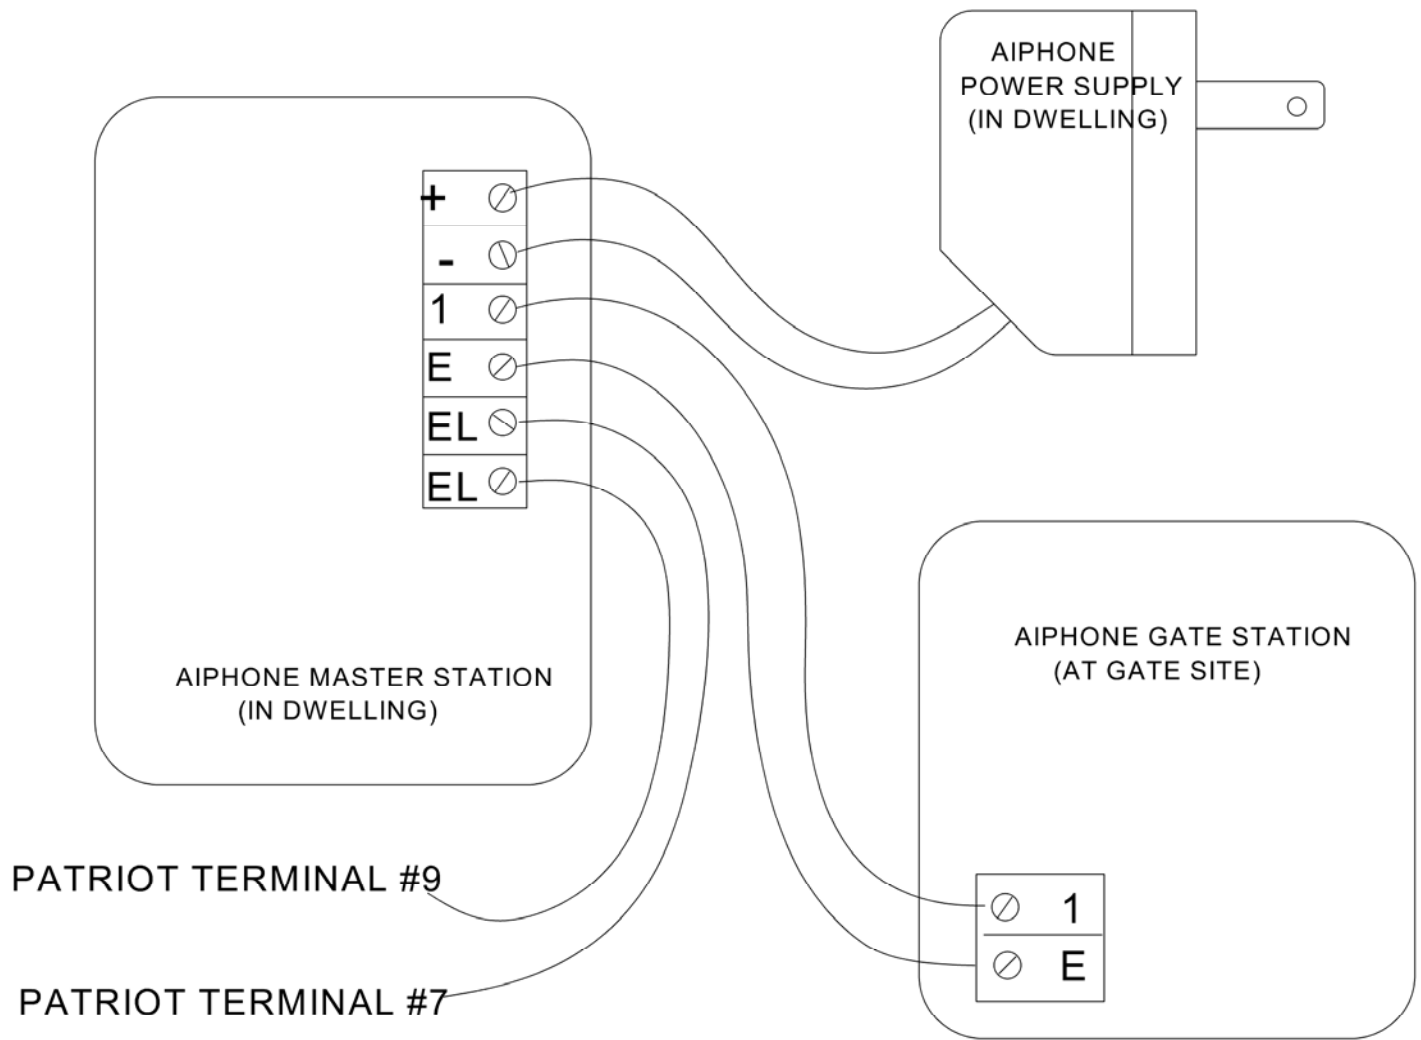 AIPHONE
POWER SUPPLY
(IN DWELLING)
+
-
1
E
EL
EL
AIPHONE MASTER STATION
(IN DWELLING)
AIPHONE GATE STATION
(AT GATE SITE)
1
E
PATRIOT TERMINAL #9
PATRIOT TERMINAL #7